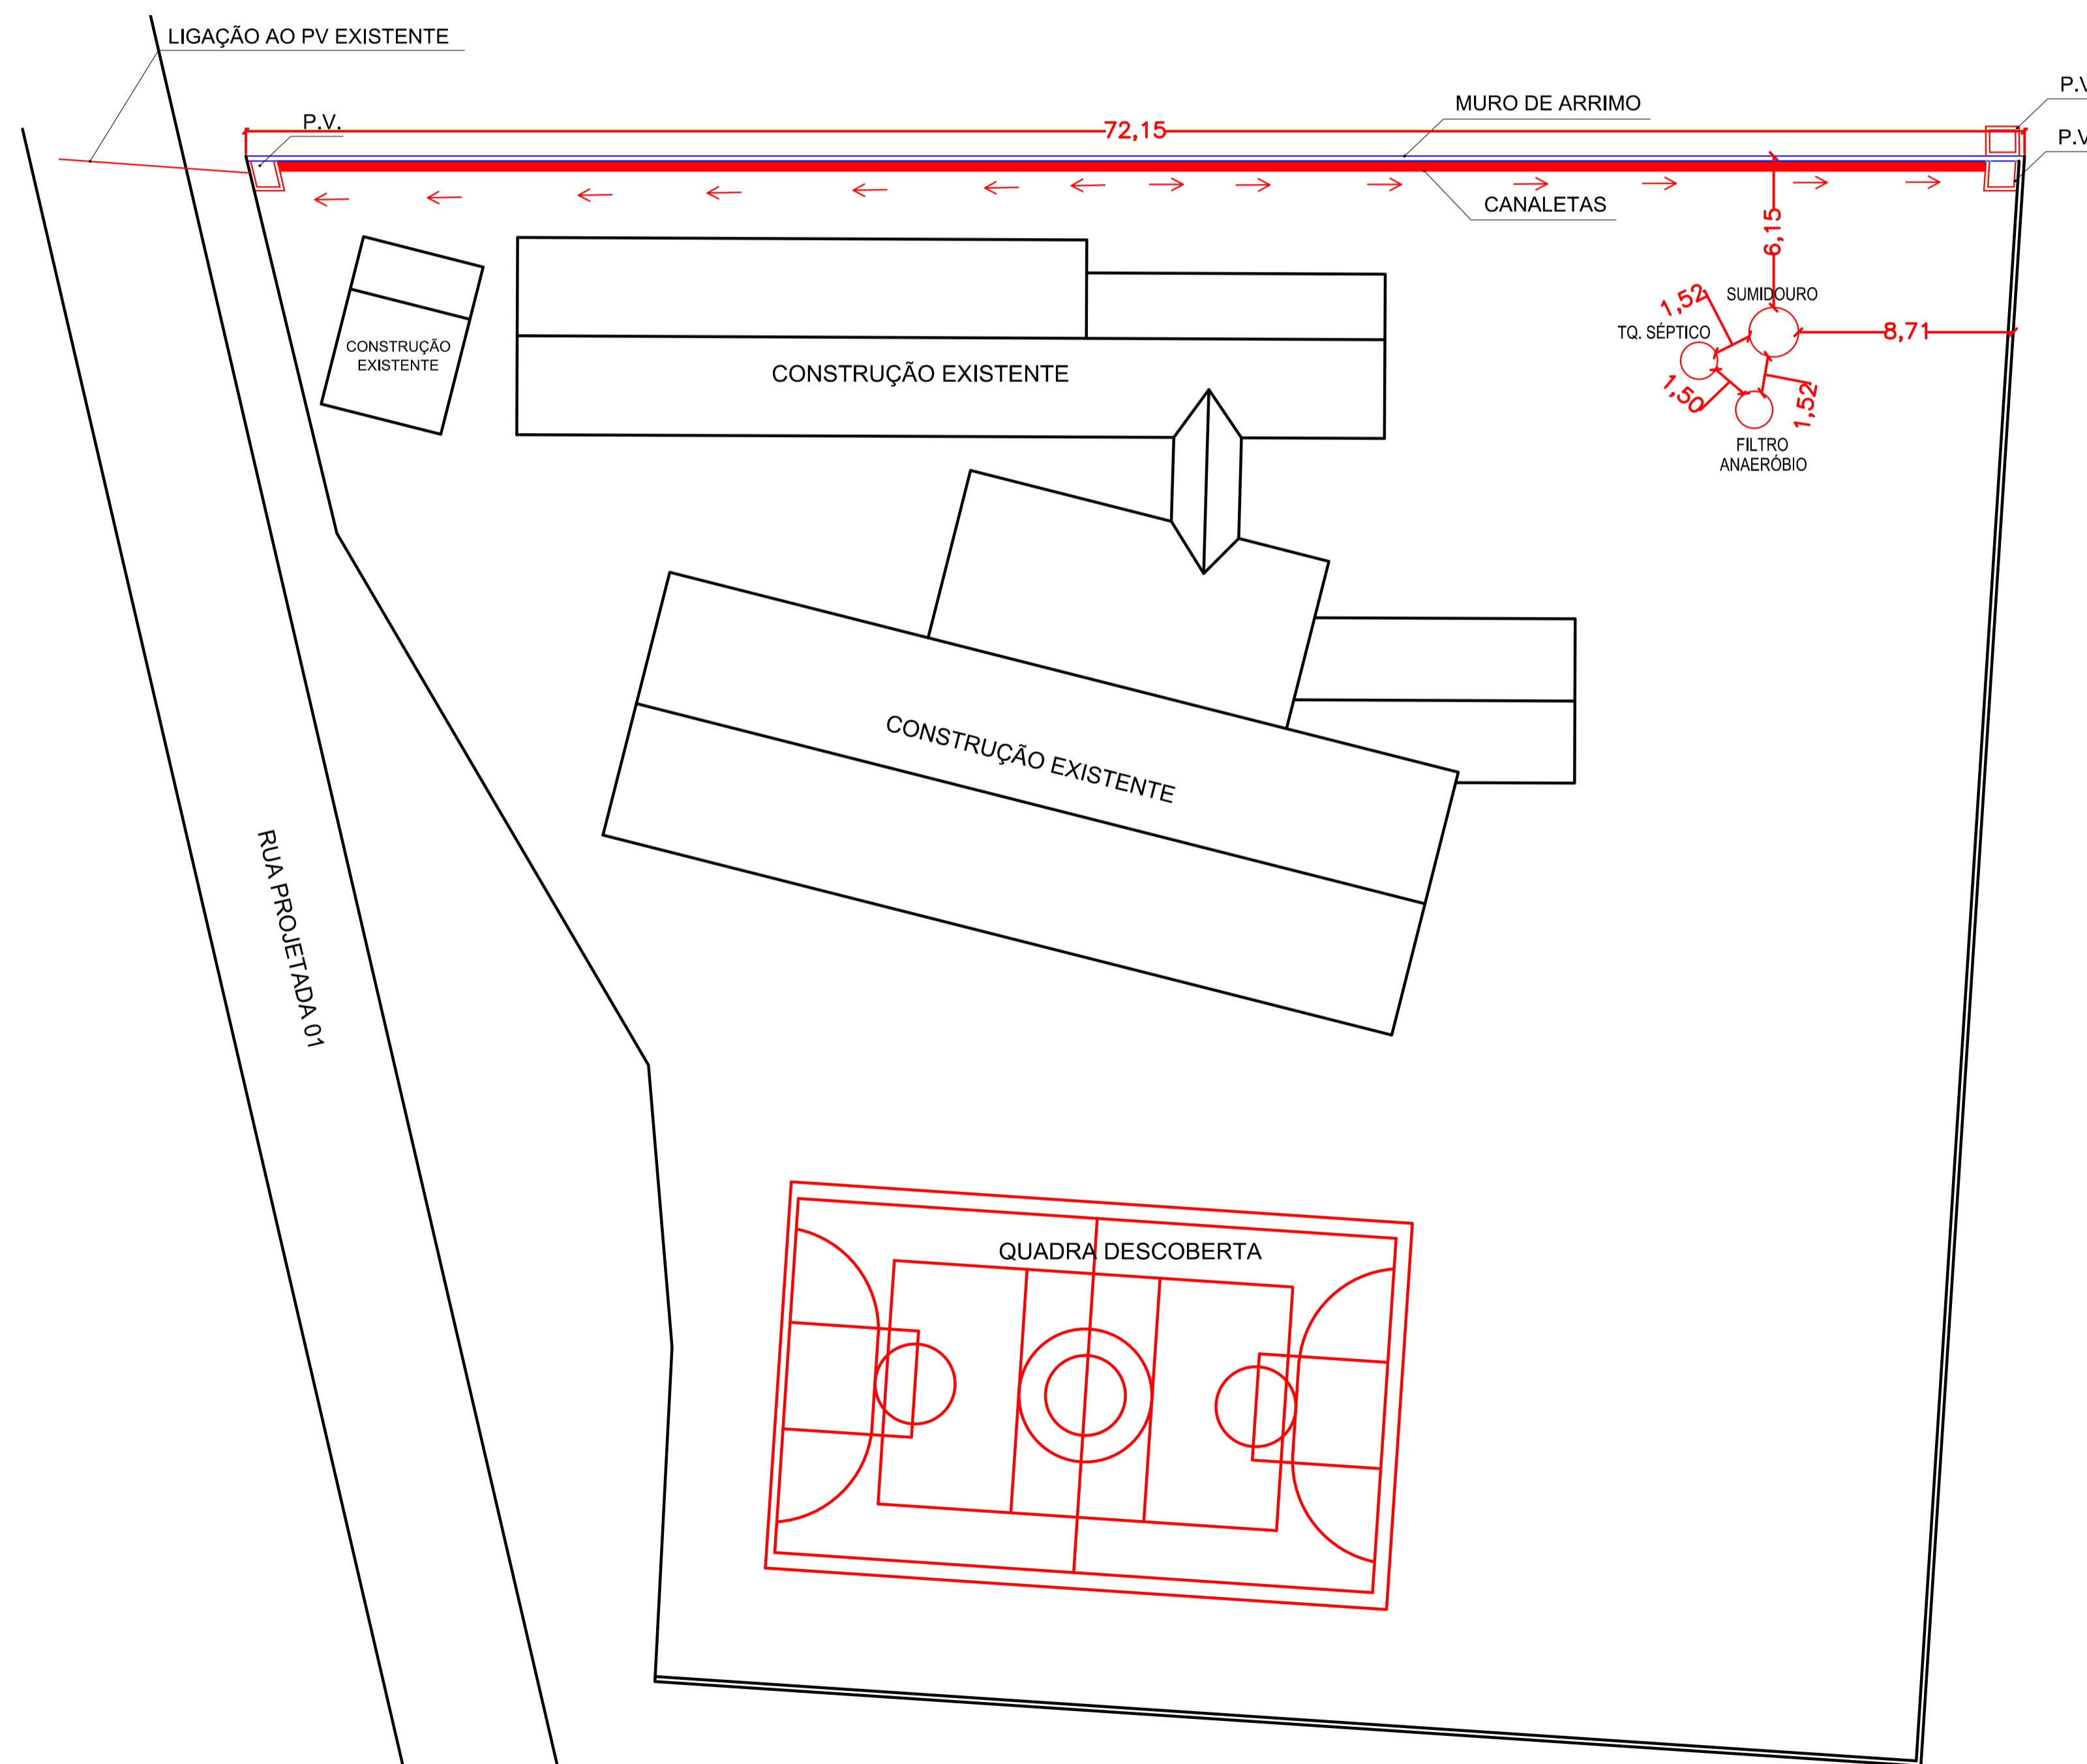 LIGAÇÃO AO PV EXISTENTE
P.V.
72,15
MURO DE ARRIMO
P.V
P.V
CANALETAS
6,15
SUMIDOURO
1,52
TQ. SÉPTICO
8,71
1,50
1,52
FILTRO
ANAERÓBIO
CONSTRUÇÃO
EXISTENTE
CONSTRUÇÃO EXISTENTE
CONSTRUÇÃO EXISTENTE
RUA PROJETADA 01
QUADRA DESCOBERTA